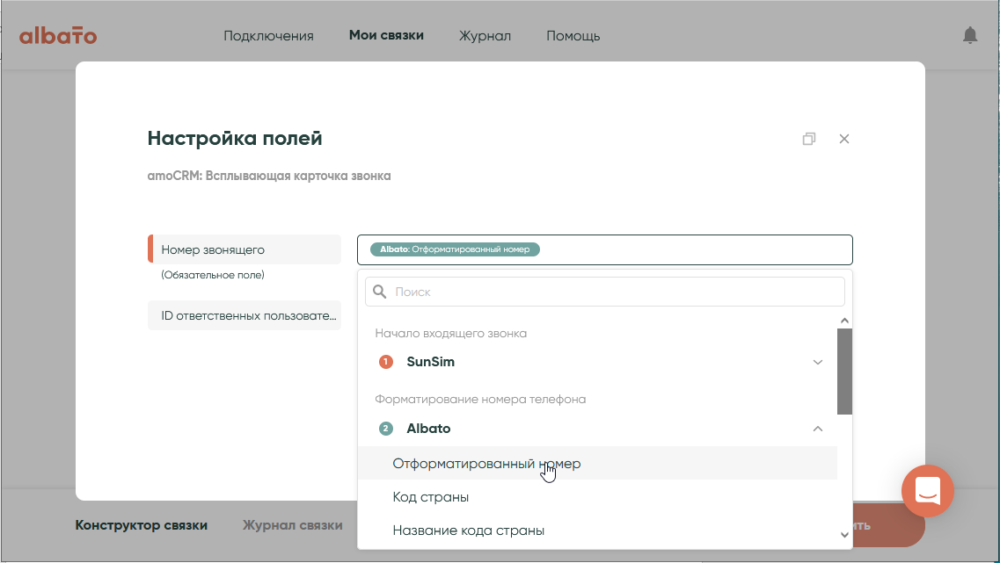 albato
Подключения
Мои связки
Журнал
Помощь
Настройка полей
amoCRM: Всплывающая карточка звонка
Номер звонящего
Albato: Отформатированный номер
(Обязательное поле)
Поиск
ID ответственных пользовате...
Начало входящего звонка
1 SunSim
Форматирование номера телефона
2 Albato
Отформатированный номер
Код страны
Конструктор связки
Журнал связки
Название кода страны